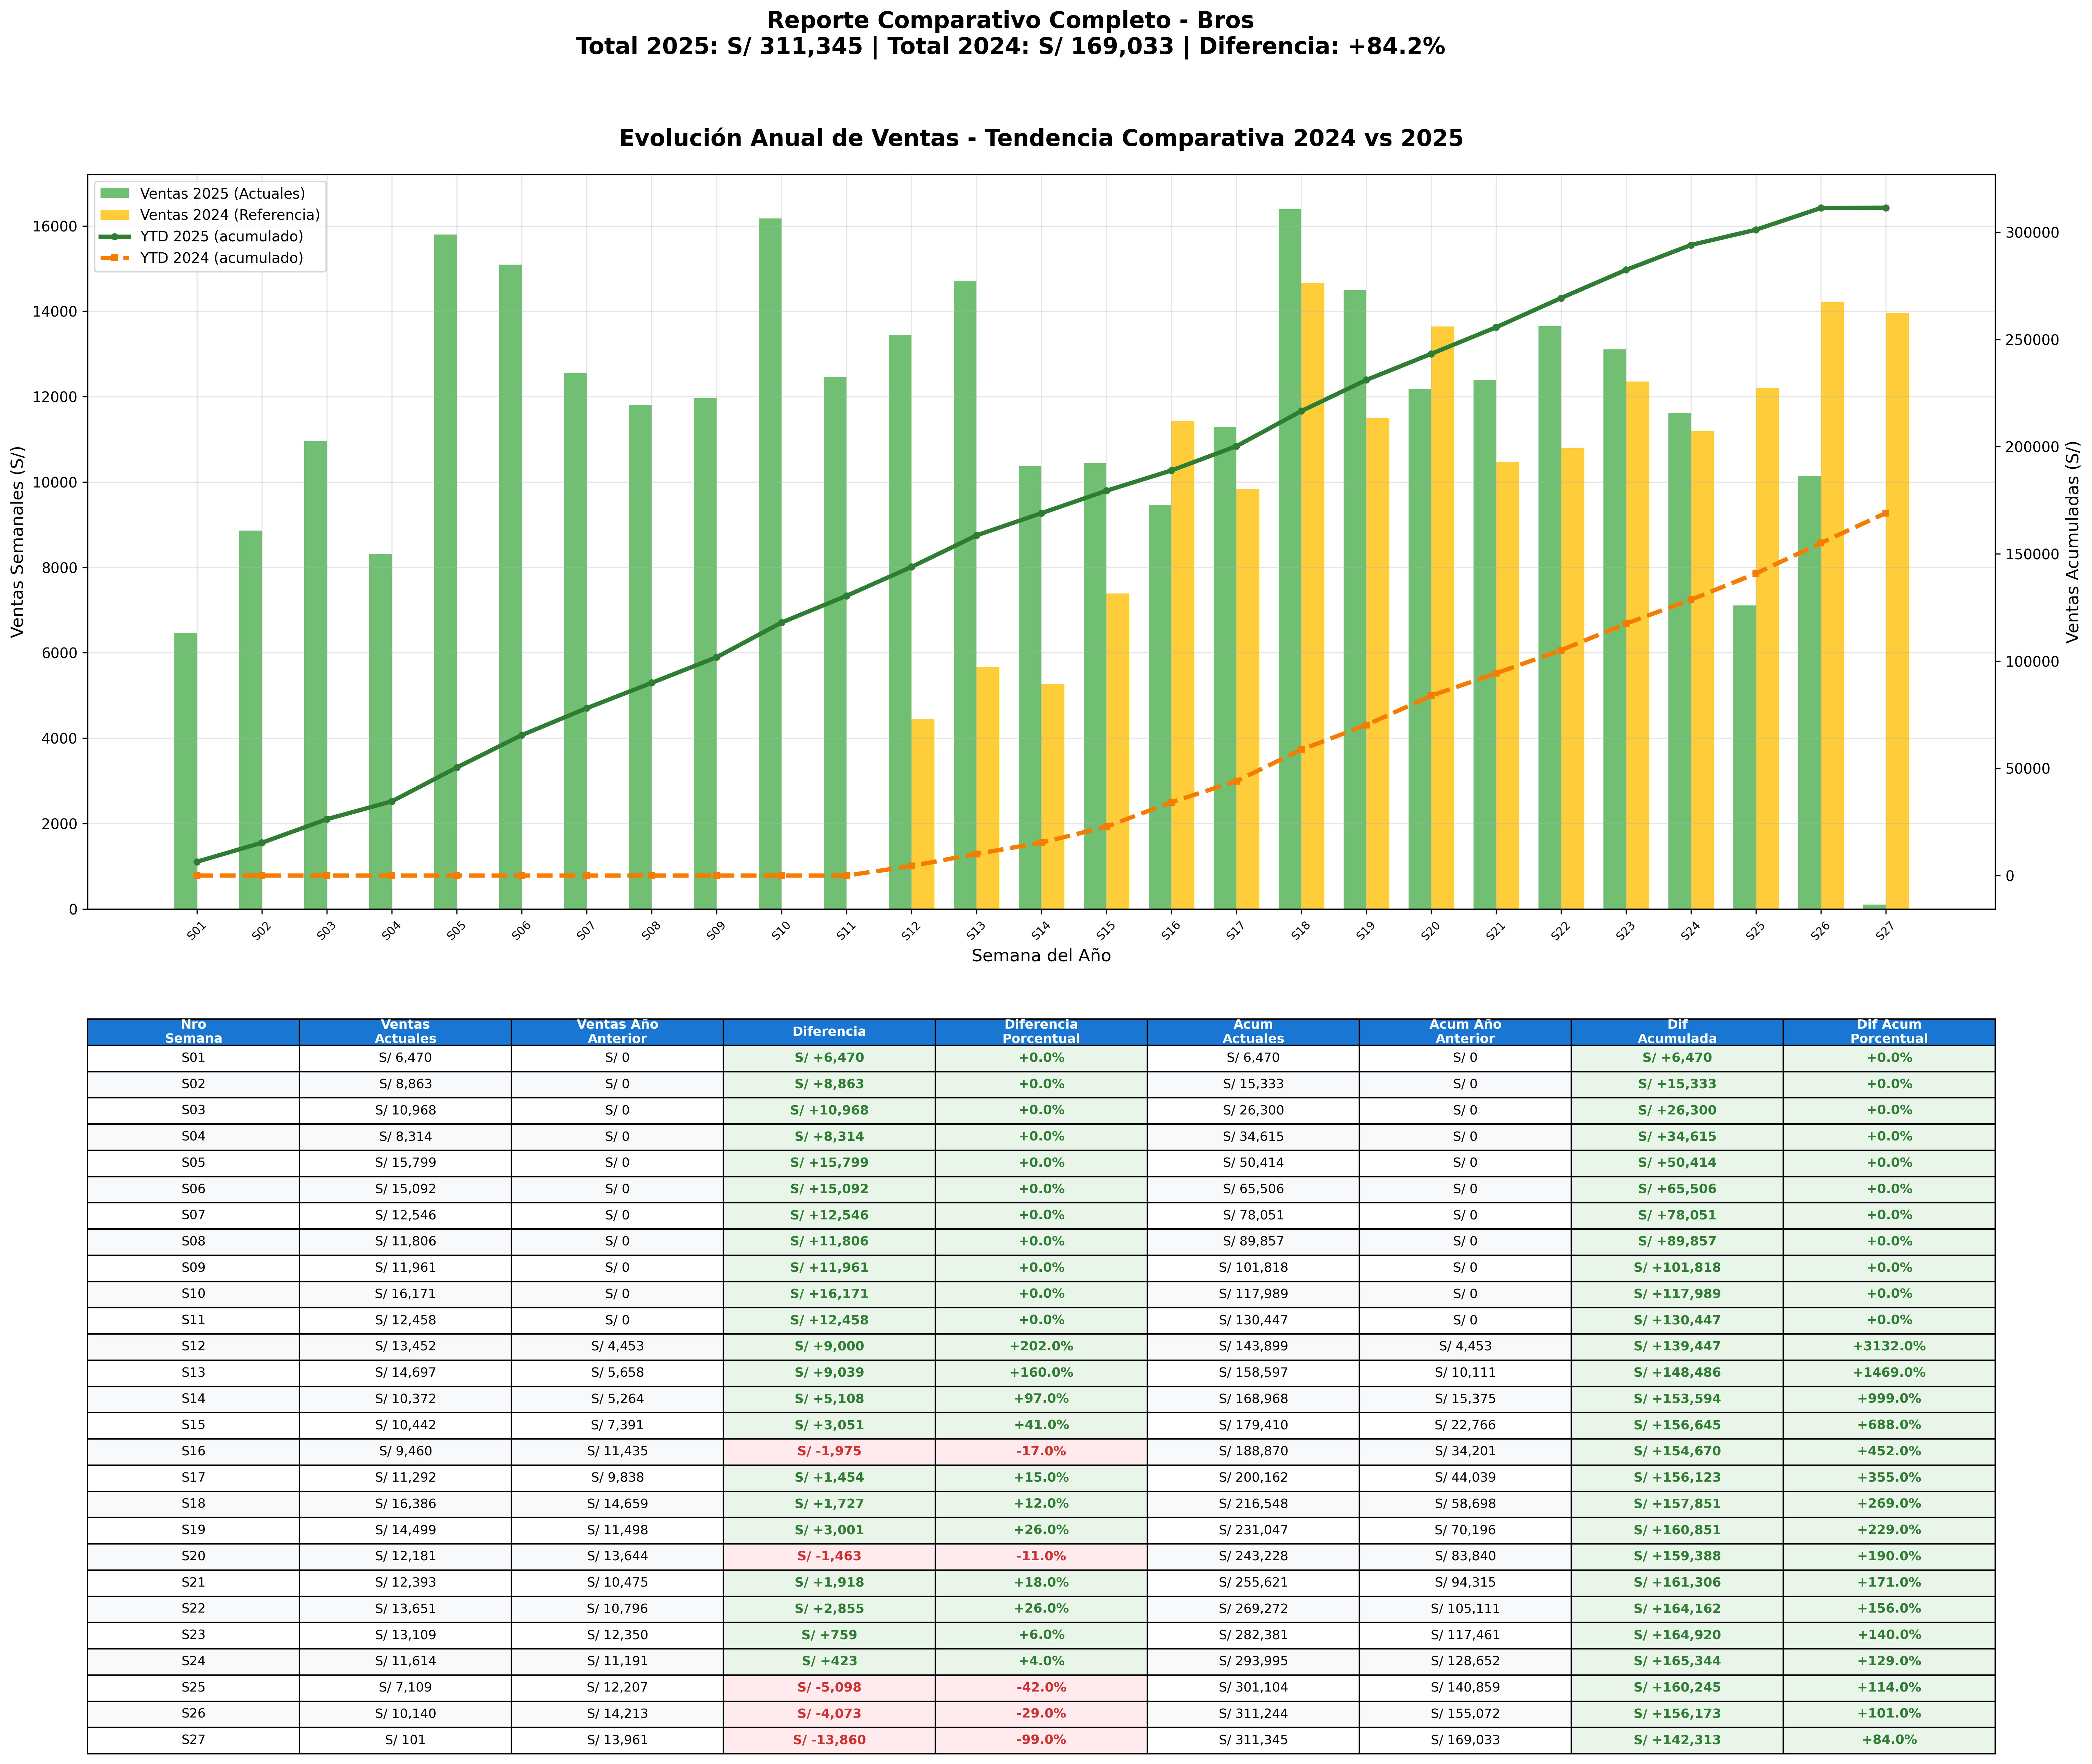 Reporte Comparativo Completo - Bros
Total 2025: S/ 311,345 | Total 2024: S/ 169,033 | Diferencia: +84.2%
Evolución Anual de Ventas - Tendencia Comparativa 2024 vs 2025
Ventas 2025 (Actuales)
Ventas 2024 (Referencia)
YTD 2025 (acumulado)
YTD 2024 (acumulado)
Ventas Semanales (S/)
16000
14000
12000
10000
8000
6000
4000
2000
0
Ventas Acumuladas (S/)
300000
250000
200000
150000
100000
50000
0
S01 S02 S03 S04 S05 S06 S07 S08 S09 S10 S11 S12 S13 S14 S15 S16 S17 S18 S19 S20 S21 S22 S23 S24 S25 S26 S27
Semana del Año
Nro Semana Ventas Actuales Ventas Año Anterior Diferencia Diferencia Porcentual Acum Actuales Acum Año Anterior Dif Acumulada Dif Acum Porcentual
S01 S/ 6,470 S/ 0 S/ +6,470 +0.0% S/ 6,470 S/ 0 S/ +6,470 +0.0%
S02 S/ 8,863 S/ 0 S/ +8,863 +0.0% S/ 15,333 S/ 0 S/ +15,333 +0.0%
S03 S/ 10,968 S/ 0 S/ +10,968 +0.0% S/ 26,300 S/ 0 S/ +26,300 +0.0%
S04 S/ 8,314 S/ 0 S/ +8,314 +0.0% S/ 34,615 S/ 0 S/ +34,615 +0.0%
S05 S/ 15,799 S/ 0 S/ +15,799 +0.0% S/ 50,414 S/ 0 S/ +50,414 +0.0%
S06 S/ 15,092 S/ 0 S/ +15,092 +0.0% S/ 65,506 S/ 0 S/ +65,506 +0.0%
S07 S/ 12,546 S/ 0 S/ +12,546 +0.0% S/ 78,051 S/ 0 S/ +78,051 +0.0%
S08 S/ 11,806 S/ 0 S/ +11,806 +0.0% S/ 89,857 S/ 0 S/ +89,857 +0.0%
S09 S/ 11,961 S/ 0 S/ +11,961 +0.0% S/ 101,818 S/ 0 S/ +101,818 +0.0%
S10 S/ 16,171 S/ 0 S/ +16,171 +0.0% S/ 117,989 S/ 0 S/ +117,989 +0.0%
S11 S/ 12,458 S/ 0 S/ +12,458 +0.0% S/ 130,447 S/ 0 S/ +130,447 +0.0%
S12 S/ 13,452 S/ 4,453 S/ +9,000 +202.0% S/ 143,899 S/ 4,453 S/ +139,447 +3132.0%
S13 S/ 14,697 S/ 5,658 S/ +9,039 +160.0% S/ 158,597 S/ 10,111 S/ +148,486 +1469.0%
S14 S/ 10,372 S/ 5,264 S/ +5,108 +97.0% S/ 168,968 S/ 15,375 S/ +153,594 +999.0%
S15 S/ 10,442 S/ 7,391 S/ +3,051 +41.0% S/ 179,410 S/ 22,766 S/ +156,645 +688.0%
S16 S/ 9,460 S/ 11,435 S/ -1,975 -17.0% S/ 188,870 S/ 34,201 S/ +154,670 +452.0%
S17 S/ 11,292 S/ 9,838 S/ +1,454 +15.0% S/ 200,162 S/ 44,039 S/ +156,123 +355.0%
S18 S/ 16,386 S/ 14,659 S/ +1,727 +12.0% S/ 216,548 S/ 58,698 S/ +157,851 +269.0%
S19 S/ 14,499 S/ 11,498 S/ +3,001 +26.0% S/ 231,047 S/ 70,196 S/ +160,851 +229.0%
S20 S/ 12,181 S/ 13,644 S/ -1,463 -11.0% S/ 243,228 S/ 83,840 S/ +159,388 +190.0%
S21 S/ 12,393 S/ 10,475 S/ +1,918 +18.0% S/ 255,621 S/ 94,315 S/ +161,306 +171.0%
S22 S/ 13,651 S/ 10,796 S/ +2,855 +26.0% S/ 269,272 S/ 105,111 S/ +164,162 +156.0%
S23 S/ 13,109 S/ 12,350 S/ +759 +6.0% S/ 282,381 S/ 117,461 S/ +164,920 +140.0%
S24 S/ 11,614 S/ 11,191 S/ +423 +4.0% S/ 293,995 S/ 128,652 S/ +165,344 +129.0%
S25 S/ 7,109 S/ 12,207 S/ -5,098 -42.0% S/ 301,104 S/ 140,859 S/ +160,245 +114.0%
S26 S/ 10,140 S/ 14,213 S/ -4,073 -29.0% S/ 311,244 S/ 155,072 S/ +156,173 +101.0%
S27 S/ 101 S/ 13,961 S/ -13,860 -99.0% S/ 311,345 S/ 169,033 S/ +142,313 +84.0%